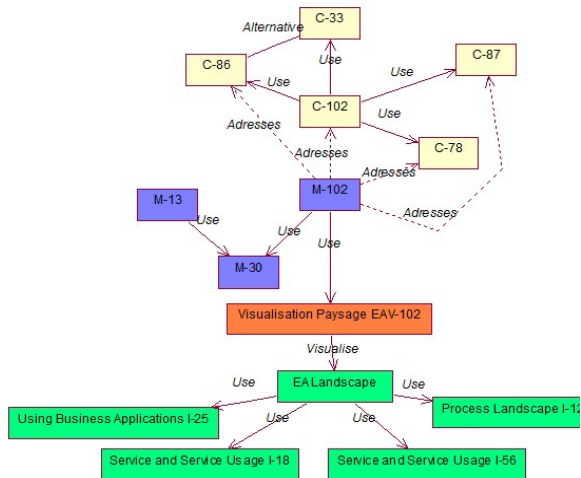 Alternative
C-33
C-86
C-87
Use
Use
Use
C-102
Use
Adresses
Adresses
C-78
Adresses
M-102
M-13
Adresses
Use
Use
Use
M-30
Visualisation Paysage EAV-102
Visualise
EA Landscape
Use
Use
Using Business Applications I-25
Process Landscape I-12
Use
Use
Service and Service Usage I-18
Service and Service Usage I-56